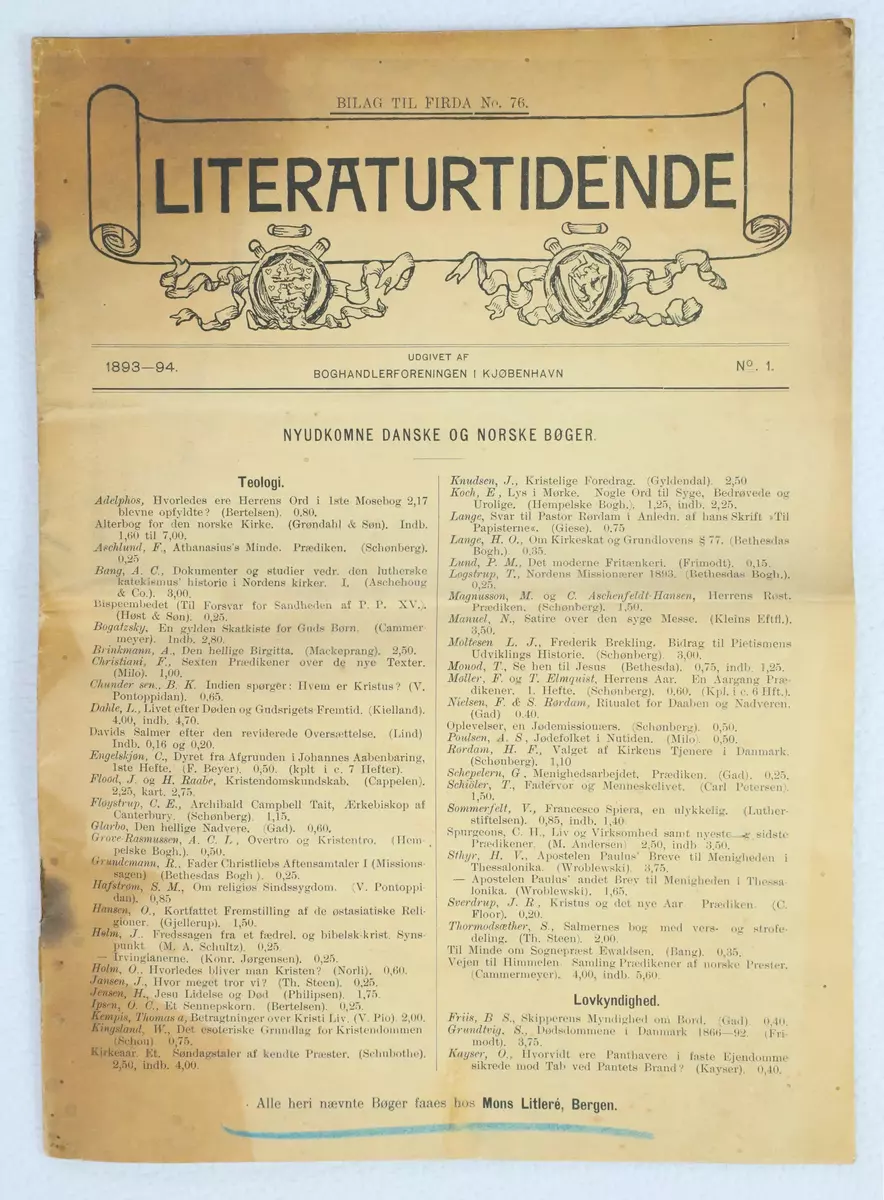 BILAG TIL FIRDA No. 76.
LITERATURTIDENDE
1893—94.
UDGIVET AF
BOGHANDLERFORENINGEN I KJØBENHAVN
No. 1.
NYUDKOMNE DANSKE OG NORSKE BØGER.
Teologi.
Adelphos, Hvorledes ere Herrens Ord i 1ste Mosebog 2,17
blevne opfyldte? (Bertelsen). 0,80.
Alterbog for den norske Kirke. (Grøndahl & Søn). Indb.
1,60 til 7,00.
Aschlund, F., Athanasius's Minde. Prædiken. (Schønberg).
0,25
Bang, A. C., Dokumenter og studier vedr. den lutherske
katekismus' historie i Nordens kirker. I. (Aschehoug
& Co.). 3,00.
Bispeembedet (Til Forsvar for Sandheden af P. P. XV.).
(Høst & Søn). 0,25.
Bogatzky, En gylden Skatkiste for Guds Børn. (Cammer-
meyer). Indb. 2,80.
Brinkmann, A., Den hellige Birgitta. (Mackeprang). 2,50.
Christiani, F., Sexten Prædikener over de nye Texter.
(Milo). 1,00.
Chunder sen., B. K. Indien spørger: Hvem er Kristus? (V.
Pontoppidan). 0,65.
Dahle, L., Livet efter Døden og Gudsrigets Fremtid. (Kielland).
4,00, indb. 4,70.
Davids Salmer efter den reviderede Oversættelse. (Lind)
Indb. 0,16 og 0,20.
Engelskjøn, C., Dyret fra Afgrunden i Johannes Aabenbaring,
1ste Hefte. (F. Beyer). 0,50. (kplt i c. 7 Hefter).
Flood, J. og H. Raabe, Kristendomskundskab. (Cappelen).
2,25, kart. 2,75.
Fløystrup, C. E., Archibald Campbell Tait, Ærkebiskop af
Canterbury. (Schønberg). 1,15.
Glarbo, Den hellige Nadvere. (Gad). 0,60.
Grove-Rasmussen, A. C. L., Overtro og Kristentro. (Hem-
pelske Bogh.). 0,50.
Grundemann, R., Fader Christliebs Aftensamtaler I (Missions-
sagen) (Bethesdas Bogh). 0,25.
Hafstrøm, S. M., Om religiøs Sindssygdom. (V. Pontoppi-
dan). 0,85
Hansen, O., Kortfattet Fremstilling af de østasiatiske Reli-
gioner. (Gjellerup). 1,50.
Holm, J. Fredssagen fra et fædrel. og bibelsk-krist. Syns-
punkt. (M. A. Schultz). 0,25.
— Irvingianerne. (Konr. Jørgensen). 0,25.
Holm, O., Hvorledes bliver man Kristen? (Norli). 0,60.
Jansen, J., Hvor meget tror vi? (Th. Steen). 0,25.
Jensen, H., Jesu Lidelse og Død (Philipsen). 1,75.
Ipsen, O. C., Et Sennepskorn. (Bertelsen). 0,25.
Kempis, Thomas a, Betragtninger over Kristi Liv. (V. Pio) 2,00.
Kingsland, W., Det esoteriske Grundlag for Kristendommen
(Schou) 0,75.
Kirkeaar. Et. Søndagstaler af kendte Præster. (Schubothe).
2,50, indb. 4,00.
Knudsen, J., Kristelige Foredrag. (Gyldendal). 2,50
Koch, E, Lys i Mørke. Nogle Ord til Syge, Bedrøvede og
Urolige. (Hempelske Bogh.). 1,25, indb. 2,25.
Lange, Svar til Pastor Rørdam i Anledn. af hans Skrift »Til
Papisterne«. (Giese). 0.75
Lange, H. O., Om Kirkeskat og Grundlovens § 77. (Bethesdas
Bogh.) 0,35.
Lund, P. M., Det moderne Fritænkeri. (Frimodt). 0,15.
Løgstrup, T., Nordens Missionærer 1893. (Bethesdas Bogh.).
0,25.
Magnusson, M. og C. Aschenfeldt-Hansen, Herrens Røst.
Prædiken. (Schønberg). 1,50.
Manuel, N., Satire over den syge Messe. (Kleins Eftfl.).
3,50.
Moltesen L. J., Frederik Brekling. Bidrag til Pietismens
Udviklings Historie. (Schønberg) 3,00.
Monod, T., Se hen til Jesus (Bethesda). 0,75, indb. 1,25.
Møller, F. og T. Elmquist, Herrens Aar. En Aargang Præ-
dikener. 1. Hefte. (Schønberg). 0,60. (Kpl. i c. 6 Hft.).
Nielsen, F. & S. Rørdam, Ritualet for Daaben og Nadveren.
(Gad) 0.40.
Oplevelser, en Jødemissionærs. (Schønberg). 0,50.
Poulsen, A. S, Jødefolket i Nutiden. (Milo). 0,50.
Rørdam, H. F., Valget af Kirkens Tjenere i Danmark.
(Schønberg). 1,10
Schepelern, G, Menighedsarbejdet. Prædiken. (Gad). 0,25.
Schiøler, T., Fadervor og Menneskelivet. (Carl Petersen).
1,50.
Sommerfelt, V., Francesco Spiera, en ulykkelig. (Luther-
stiftelsen). 0,85, indb. 1,40
Spurgeons, C. H., Liv og Virksomhed samt nyeste sidste
Prædikener. (M. Andersen) 2,50, indb 3,50.
Sthyr, H. V., Apostelen Paulus' Breve til Menigheden i
Thessalonika. (Wroblewski). 3,75.
— Apostelen Paulus' andet Brev til Menigheden i Thessa-
lonika. (Wroblewski). 1,65.
Sverdrup, J. R, Kristus og det nye Aar Prædiken. (C.
Floor). 0,20.
Thormodsæther, S., Salmernes bog med vers- og strofe-
deling. (Th. Steen). 2,00.
Til Minde om Sognepræst Ewaldsen. (Bang). 0,35.
Vejen til Himmelen. Samling Prædikener af norske Prester.
(Cammermeyer). 4,00, indb. 5,60.
Lovkyndighed.
Friis B S., Skipperens Myndighed om Bord. (Gad) 0,40.
Grundtvig. S., Dødsdommene i Danmark 1866—92. (Fri-
modt). 3,75.
Kayser, O., Hvorvidt ere Panthavere i faste Ejendomme
sikrede mod Tab ved Pantets Brand? (Kayser). 0,40.
Alle heri nævnte Bøger faaes hos Mons Litleré, Bergen.